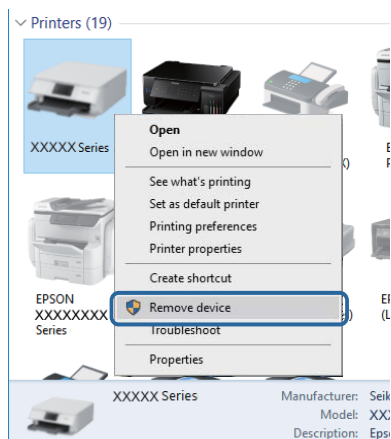 Printers (19)
XXXXX Series
Open
Open in new window
See what's printing
Set as default printer
Printing preferences
Printer properties
Create shortcut
Remove device
Troubleshoot
Properties
EPSON
XXXXXXXX
Series
XXXXX Series
Manufacturer:
Model:
Description: